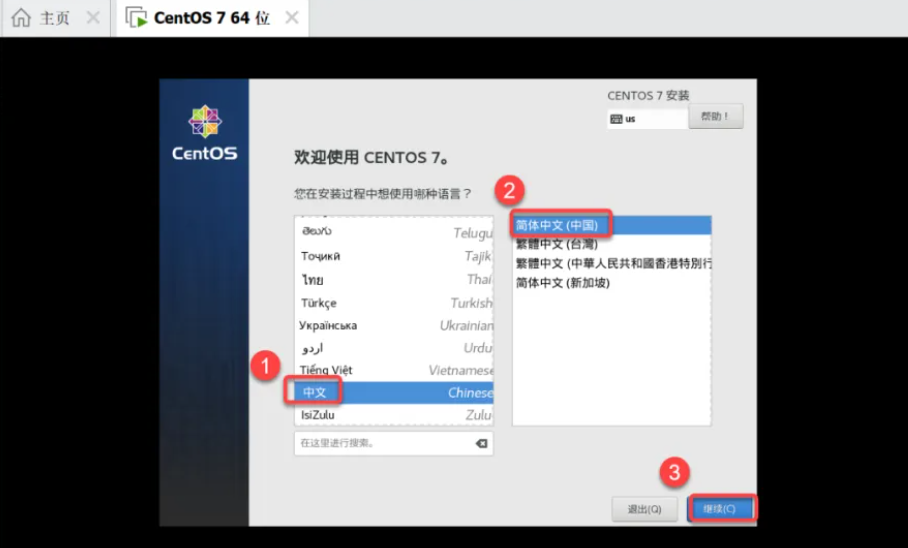 主页
CentOS 7 64 位
CENTOS 7 安装
us
帮助！
CentOS
欢迎使用 CENTOS 7。
您在安装过程中想使用哪种语言？
2
తెలుగు Telugu
Тоҷикӣ Tajik
ไทย Thai
Türkçe Turkish
Українська Ukrainian
اردو Urdu
Tiếng Việt Vietnamese
1
中文 Chinese
IsiZulu Zulu
简体中文 (中国)
繁體中文 (台灣)
繁體中文 (中華人民共和國香港特別行
简体中文 (新加坡)
在这里进行搜索。
3
退出(Q)
继续(C)